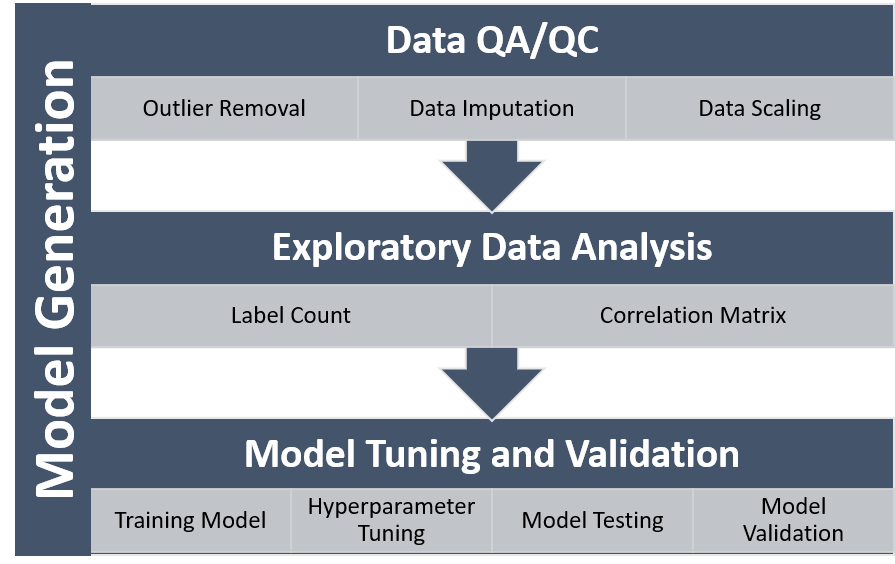 Model Generation
Data QA/QC
Outlier Removal
Data Imputation
Data Scaling
Exploratory Data Analysis
Label Count
Correlation Matrix
Model Tuning and Validation
Training Model
Hyperparameter
Tuning
Model Testing
Model
Validation